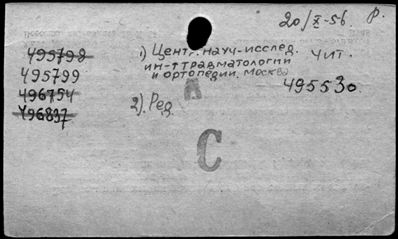 20/X-56 р.
495798
495799
496754
496837
1) Центр. науч-исслед.
ин-т травматологии
и ортопедии. Москва
чит.
495530
2). Ред.
С